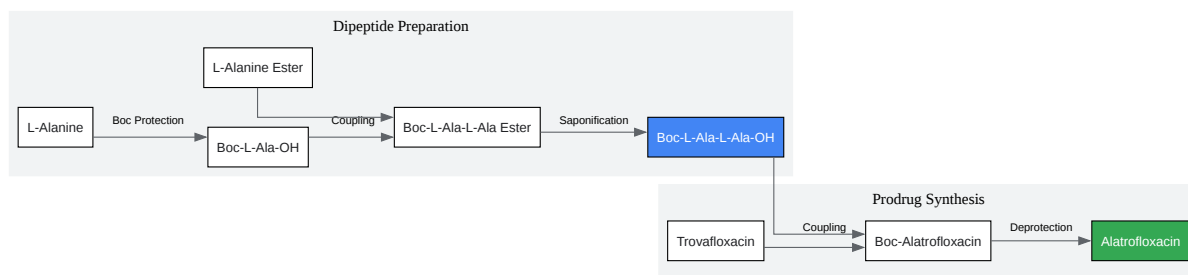 Dipeptide Preparation
L-Alanine Ester
L-Alanine
Boc Protection
Boc-L-Ala-OH
Coupling
Boc-L-Ala-L-Ala Ester
Saponification
Boc-L-Ala-L-Ala-OH
Prodrug Synthesis
Trovafloxacin
Coupling
Boc-Alatrofloxacin
Deprotection
Alatrofloxacin